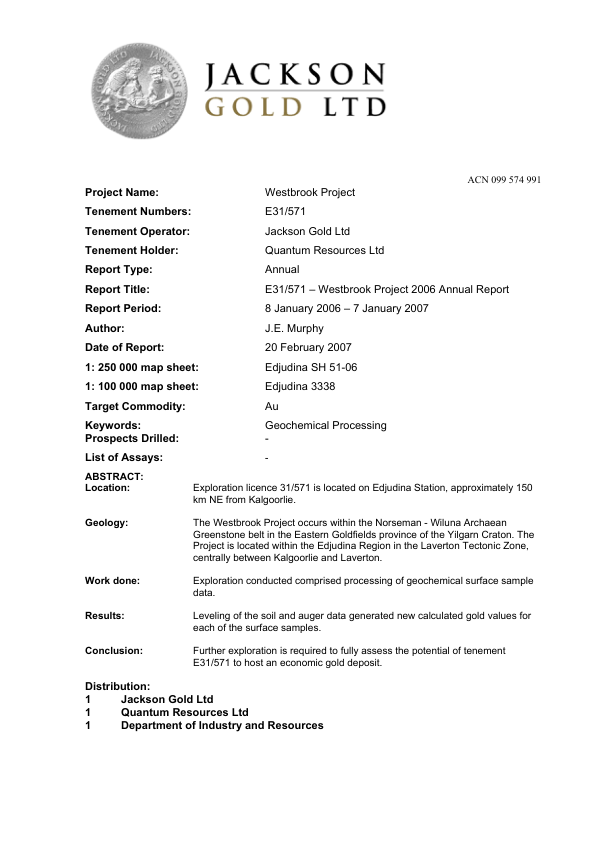 JACKSON GOLD LTD JACKSON GOLD LTD
JACKSON
GOLD LTD
ACN 099 574 991
Project Name: Westbrook Project
Tenement Numbers: E31/571
Tenement Operator: Jackson Gold Ltd
Tenement Holder: Quantum Resources Ltd
Report Type: Annual
Report Title: E31/571 – Westbrook Project 2006 Annual Report
Report Period: 8 January 2006 – 7 January 2007
Author: J.E. Murphy
Date of Report: 20 February 2007
1: 250 000 map sheet: Edjudina SH 51-06
1: 100 000 map sheet: Edjudina 3338
Target Commodity: Au
Keywords: Geochemical Processing
Prospects Drilled: -
List of Assays: -
ABSTRACT:
Location: Exploration licence 31/571 is located on Edjudina Station, approximately 150
km NE from Kalgoorlie.
Geology: The Westbrook Project occurs within the Norseman - Wiluna Archaean
Greenstone belt in the Eastern Goldfields province of the Yilgarn Craton. The
Project is located within the Edjudina Region in the Laverton Tectonic Zone,
centrally between Kalgoorlie and Laverton.
Work done: Exploration conducted comprised processing of geochemical surface sample
data.
Results: Leveling of the soil and auger data generated new calculated gold values for
each of the surface samples.
Conclusion: Further exploration is required to fully assess the potential of tenement
E31/571 to host an economic gold deposit.
Distribution:
1 Jackson Gold Ltd
1 Quantum Resources Ltd
1 Department of Industry and Resources